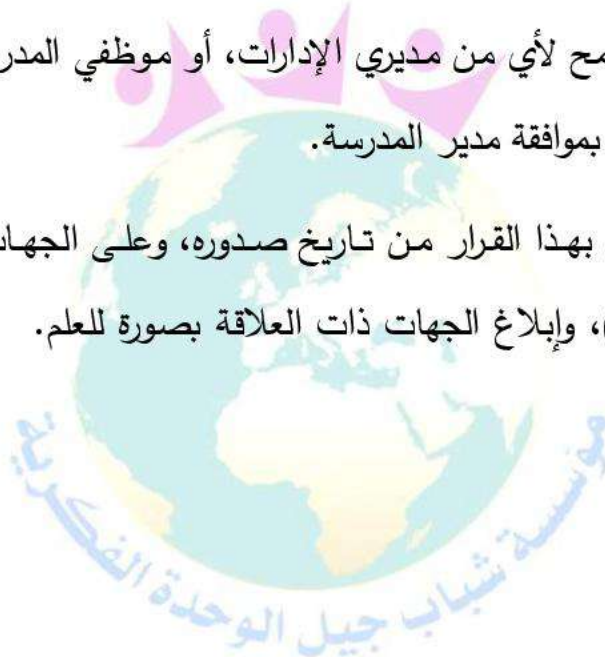 مح لأي من مديري الإدارات، أو موظفي المدر
بموافقة مدير المدرسة.
بهذا القرار من تاريخ صدوره، وعلى الجهات
، وإبلاغ الجهات ذات العلاقة بصورة للعلم.
مؤسسة شباب جيل الوحدة الفكرية